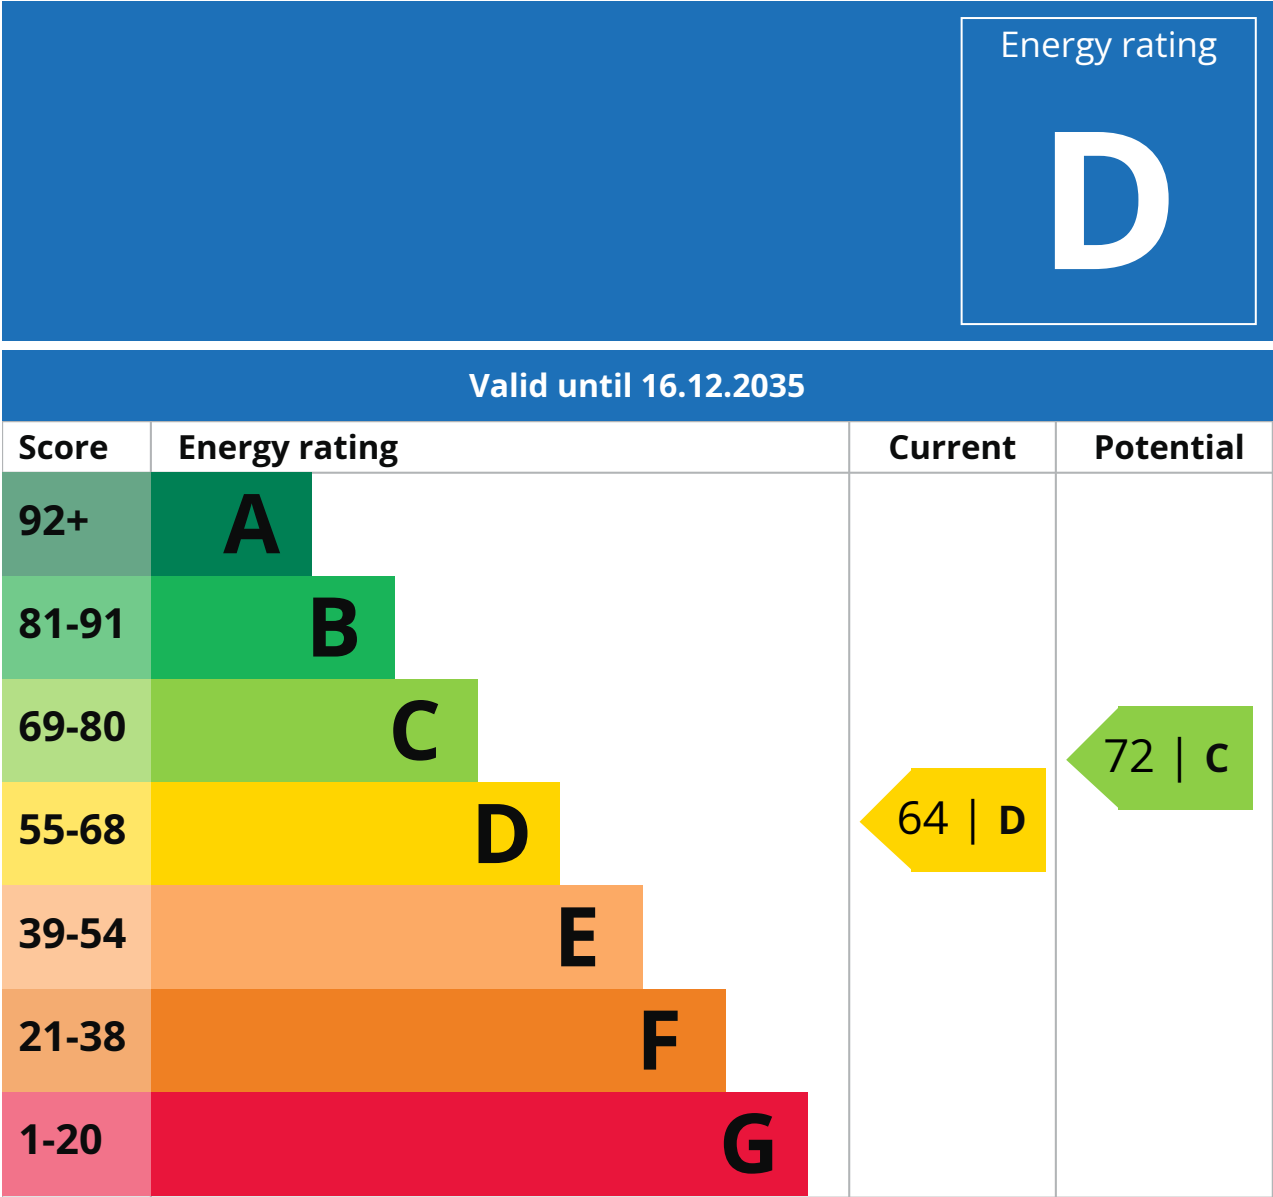 Energy rating
D
Valid until 16.12.2035
Score Energy rating Current Potential
92+ A
81-91 B
69-80 C
72 | C
55-68 D
64 | D
39-54 E
21-38 F
1-20 G